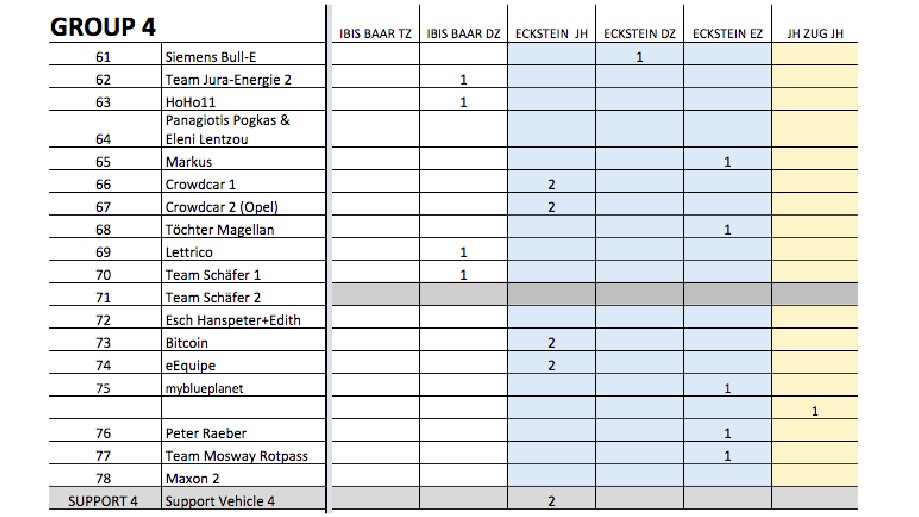 GROUP 4 IBIS BAAR TZ IBIS BAAR DZ ECKSTEIN JH ECKSTEIN DZ ECKSTEIN EZ JH ZUG JH
61 Siemens Bull-E 1
62 Team Jura-Energie 2 1
63 HoHo11 1
Panagiotis Pogkas &
64 Eleni Lentzou
65 Markus 1
66 Crowdcar 1 2
67 Crowdcar 2 (Opel) 2
68 Töchter Magellan 1
69 Lettrico 1
70 Team Schäfer 1 1
71 Team Schäfer 2
72 Esch Hanspeter+Edith
73 Bitcoin 2
74 eEquipe 2
75 myblueplanet 1
1
76 Peter Raeber 1
77 Team Mosway Rotpass 1
78 Maxon 2
SUPPORT 4 Support Vehicle 4 2